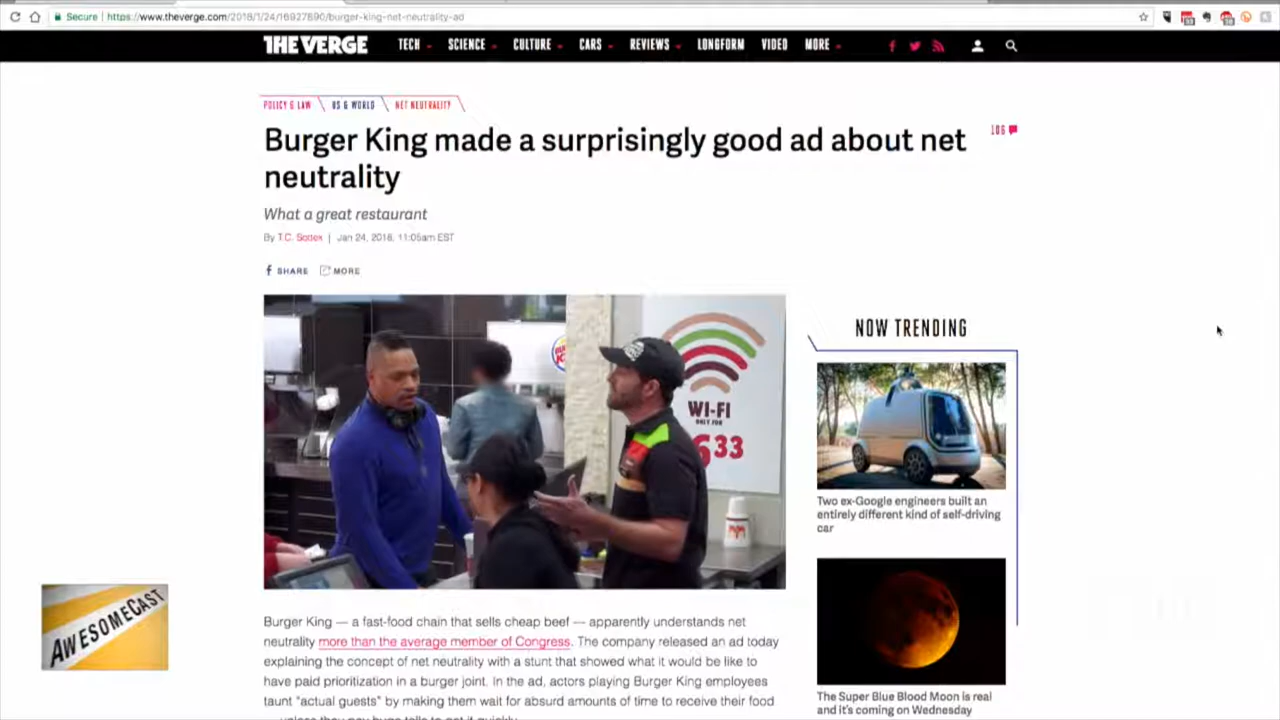 Secure | https://www.theverge.com/2018/1/24/16927890/burger-king-net-neutrality-ad
THE VERGE TECH SCIENCE CULTURE CARS REVIEWS LONGFORM VIDEO MORE
POLICY & LAW US & WORLD NET NEUTRALITY
Burger King made a surprisingly good ad about net
neutrality
106
What a great restaurant
By T.C. Sottek | Jan 24, 2018, 11:05am EST
SHARE MORE
WI-FI
ONLY FOR
633
NOW TRENDING
Two ex-Google engineers built an
entirely different kind of self-driving
car
AWESOMECAST
Burger King — a fast-food chain that sells cheap beef — apparently understands net
neutrality more than the average member of Congress. The company released an ad today
explaining the concept of net neutrality with a stunt that showed what it would be like to
have paid prioritization in a burger joint. In the ad, actors playing Burger King employees
taunt "actual guests" by making them wait for absurd amounts of time to receive their food
The Super Blue Blood Moon is real
and it's coming on Wednesday